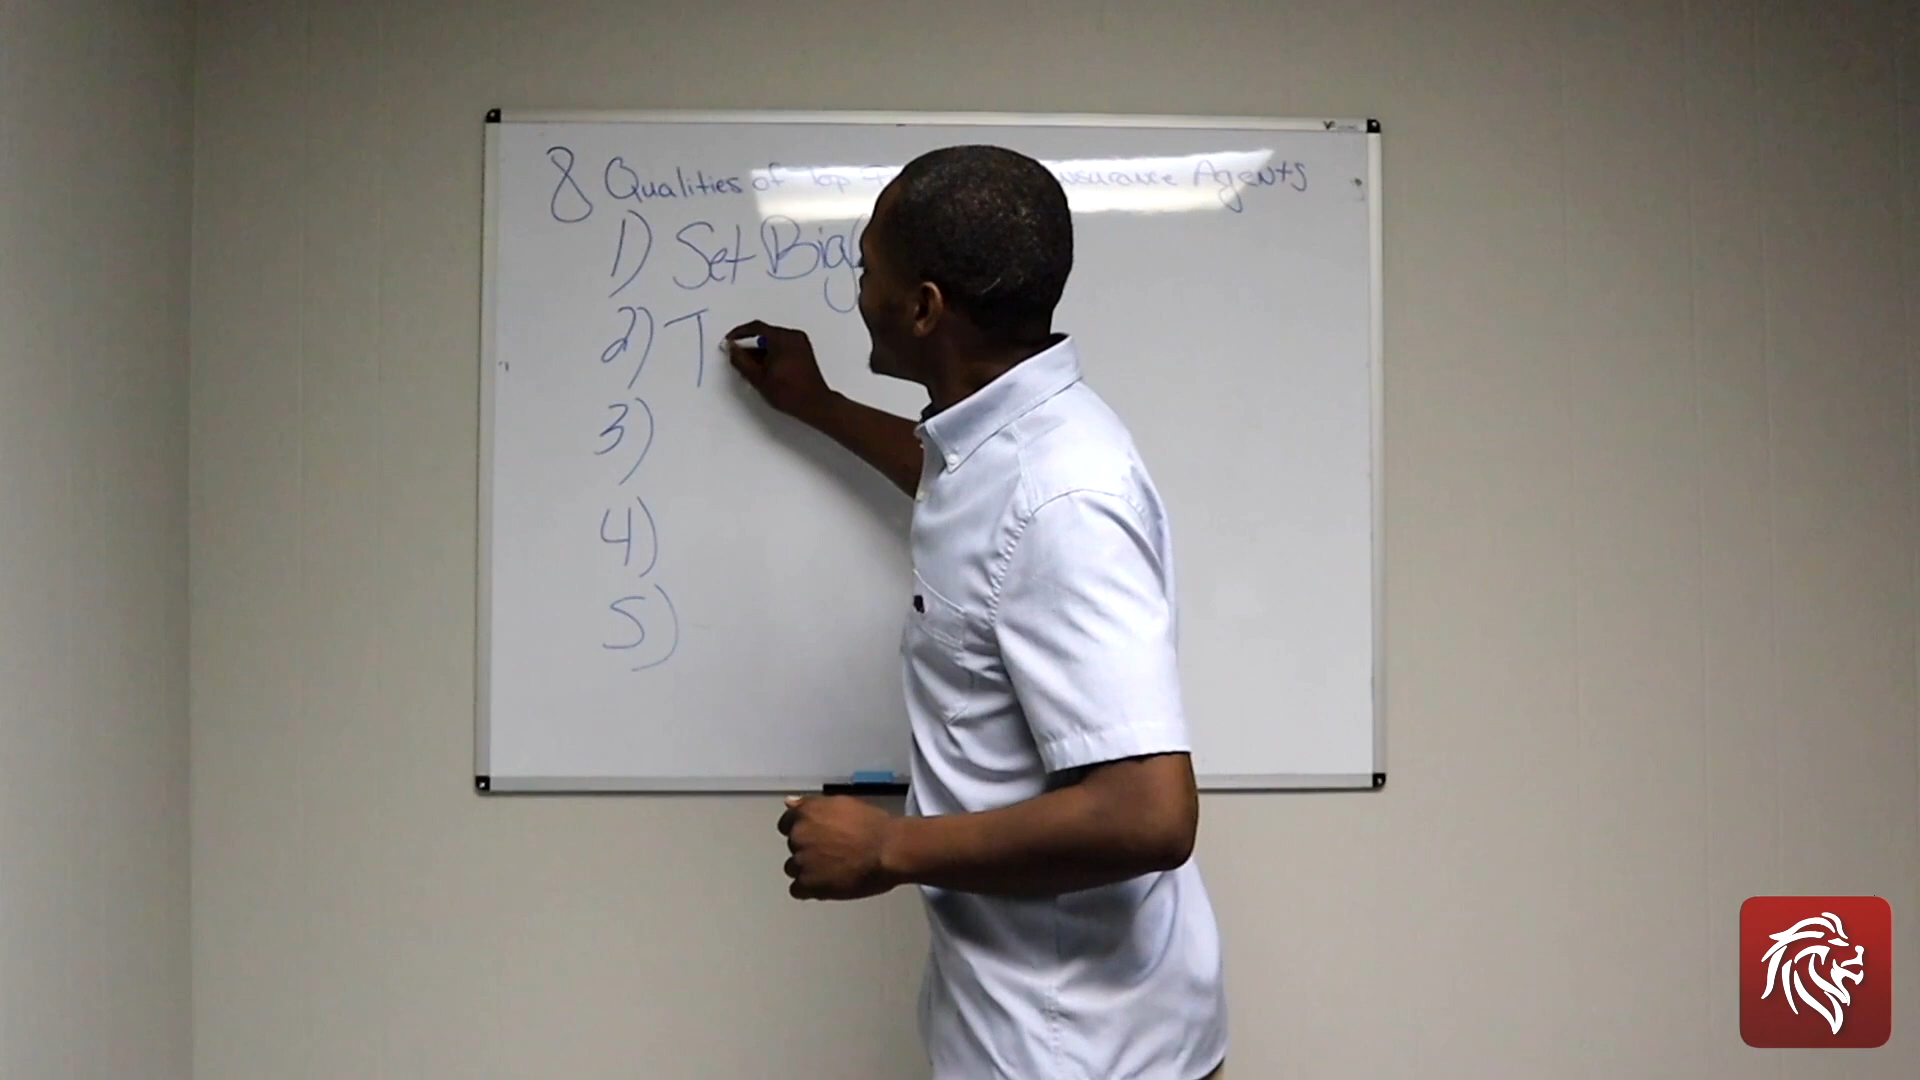 8 Qualities of Top Insurance Agents
1) Set Big
2) T
3)
4)
5)